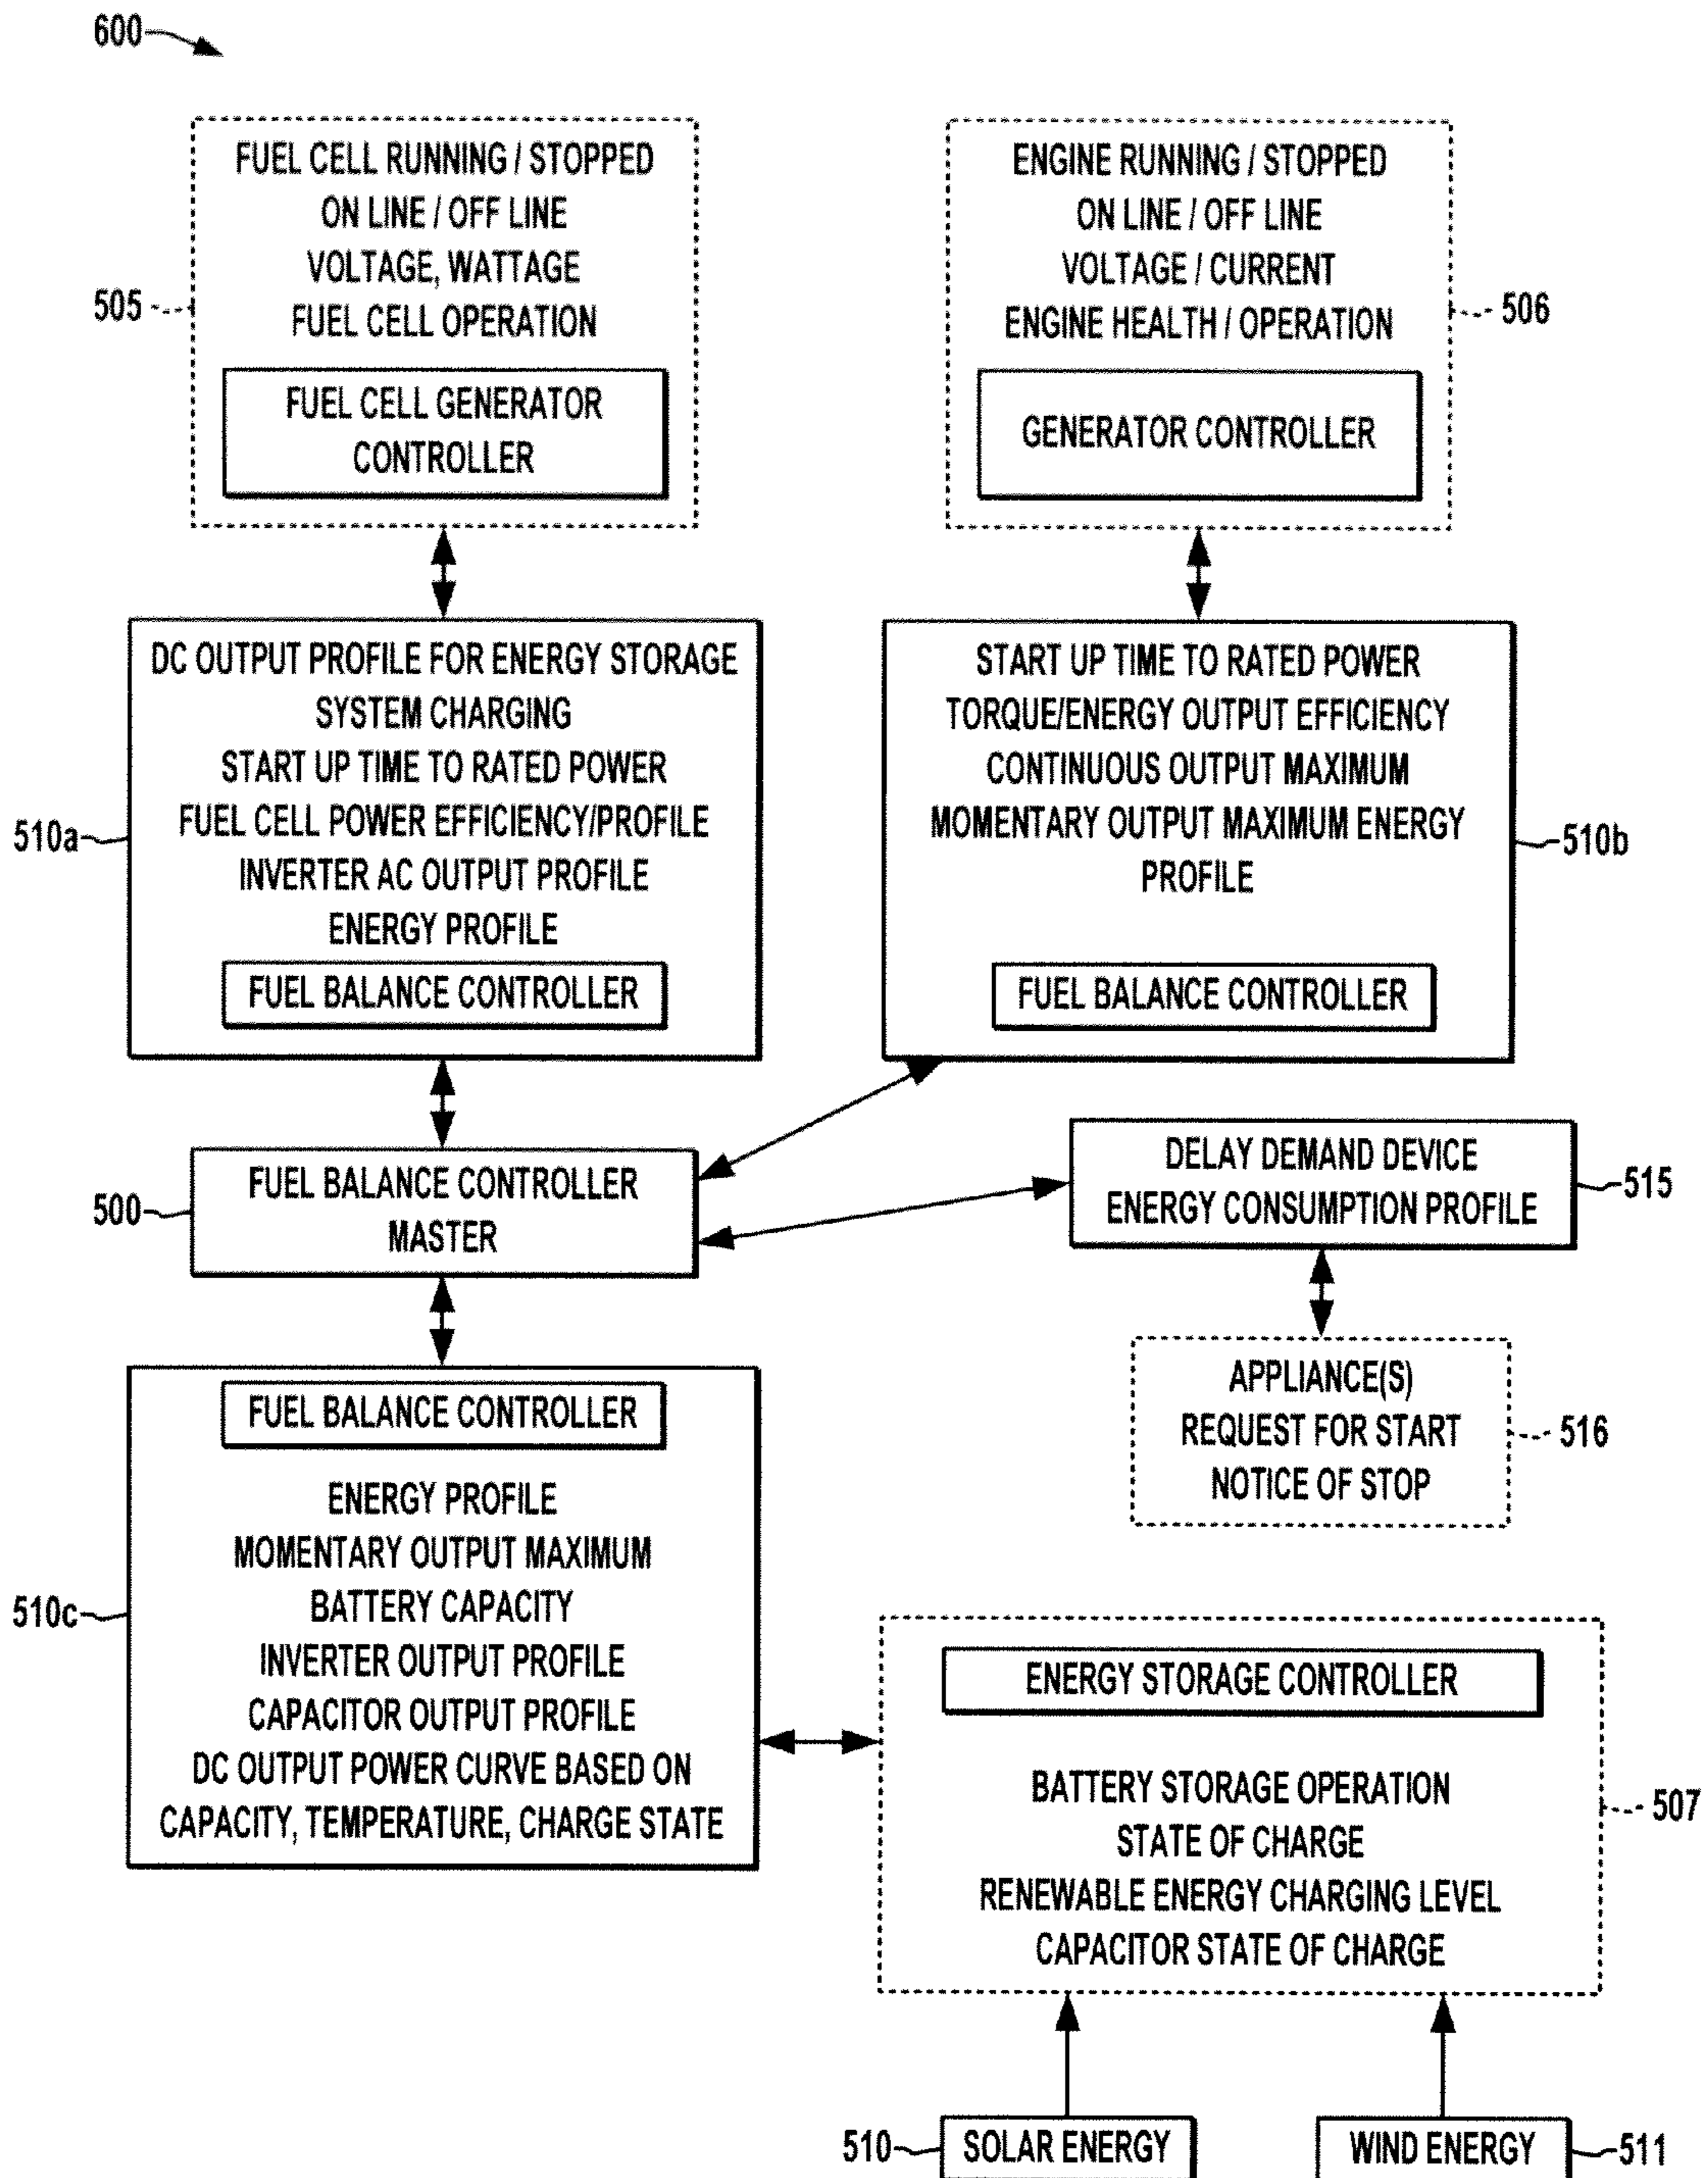 600
FUEL CELL RUNNING / STOPPED
ON LINE / OFF LINE
VOLTAGE, WATTAGE
FUEL CELL OPERATION
505
FUEL CELL GENERATOR
CONTROLLER
ENGINE RUNNING / STOPPED
ON LINE / OFF LINE
VOLTAGE / CURRENT
ENGINE HEALTH / OPERATION
506
GENERATOR CONTROLLER
DC OUTPUT PROFILE FOR ENERGY STORAGE
SYSTEM CHARGING
START UP TIME TO RATED POWER
FUEL CELL POWER EFFICIENCY/PROFILE
510a
INVERTER AC OUTPUT PROFILE
ENERGY PROFILE
FUEL BALANCE CONTROLLER
START UP TIME TO RATED POWER
TORQUE/ENERGY OUTPUT EFFICIENCY
CONTINUOUS OUTPUT MAXIMUM
MOMENTARY OUTPUT MAXIMUM ENERGY
510b
PROFILE
FUEL BALANCE CONTROLLER
500
FUEL BALANCE CONTROLLER
MASTER
DELAY DEMAND DEVICE
ENERGY CONSUMPTION PROFILE
515
APPLIANCE(S)
REQUEST FOR START
NOTICE OF STOP
516
FUEL BALANCE CONTROLLER
ENERGY PROFILE
MOMENTARY OUTPUT MAXIMUM
BATTERY CAPACITY
510c
INVERTER OUTPUT PROFILE
CAPACITOR OUTPUT PROFILE
DC OUTPUT POWER CURVE BASED ON
CAPACITY, TEMPERATURE, CHARGE STATE
ENERGY STORAGE CONTROLLER
BATTERY STORAGE OPERATION
507
STATE OF CHARGE
RENEWABLE ENERGY CHARGING LEVEL
CAPACITOR STATE OF CHARGE
510
SOLAR ENERGY
WIND ENERGY
511